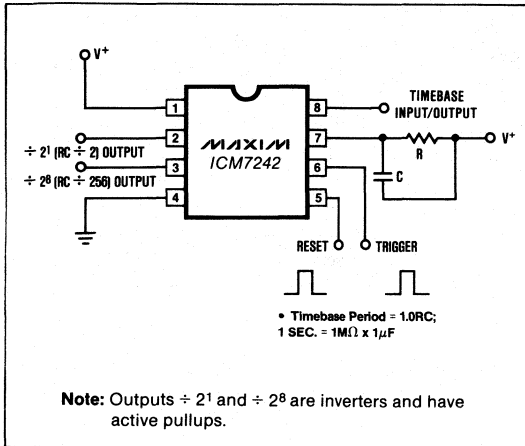 V+
1
8
TIMEBASE
INPUT/OUTPUT
2
MAXIM
7
V+
÷ 2¹ (RC ÷ 2) OUTPUT
ICM7242
R
3
6
C
÷ 2⁸ (RC ÷ 256) OUTPUT
4
5
RESET
TRIGGER
• Timebase Period = 1.0RC;
1 SEC. = 1MΩ x 1μF
Note: Outputs ÷ 2¹ and ÷ 2⁸ are inverters and have
active pullups.